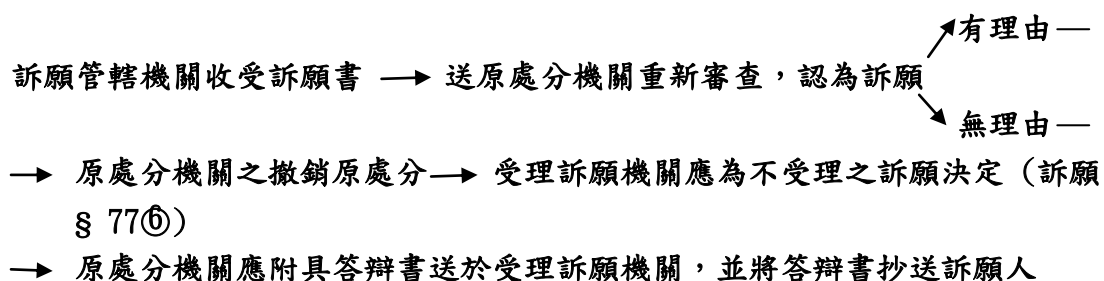 有理由—
訴願管轄機關收受訴願書 → 送原處分機關重新審查，認為訴願
無理由—
→ 原處分機關之撤銷原處分 → 受理訴願機關應為不受理之訴願決定（訴願
§ 77⑥）
→ 原處分機關應附具答辯書送於受理訴願機關，並將答辯書抄送訴願人